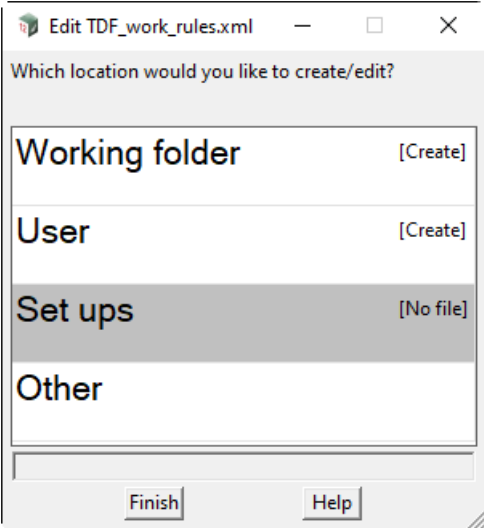 Edit TDF_work_rules.xml
Which location would you like to create/edit?
Working folder [Create]
User [Create]
Set ups [No file]
Other
Finish Help